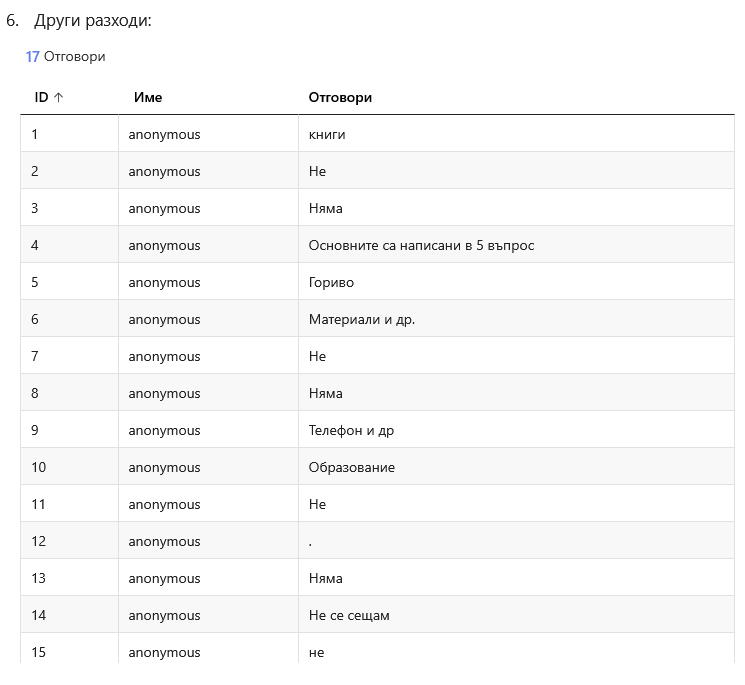 6. Други разходи:
17 Отговори
ID ↑ Име Отговори
1 anonymous книги
2 anonymous Не
3 anonymous Няма
4 anonymous Основните са написани в 5 въпрос
5 anonymous Гориво
6 anonymous Материали и др.
7 anonymous Не
8 anonymous Няма
9 anonymous Телефон и др
10 anonymous Образование
11 anonymous Не
12 anonymous .
13 anonymous Няма
14 anonymous Не се сещам
15 anonymous не